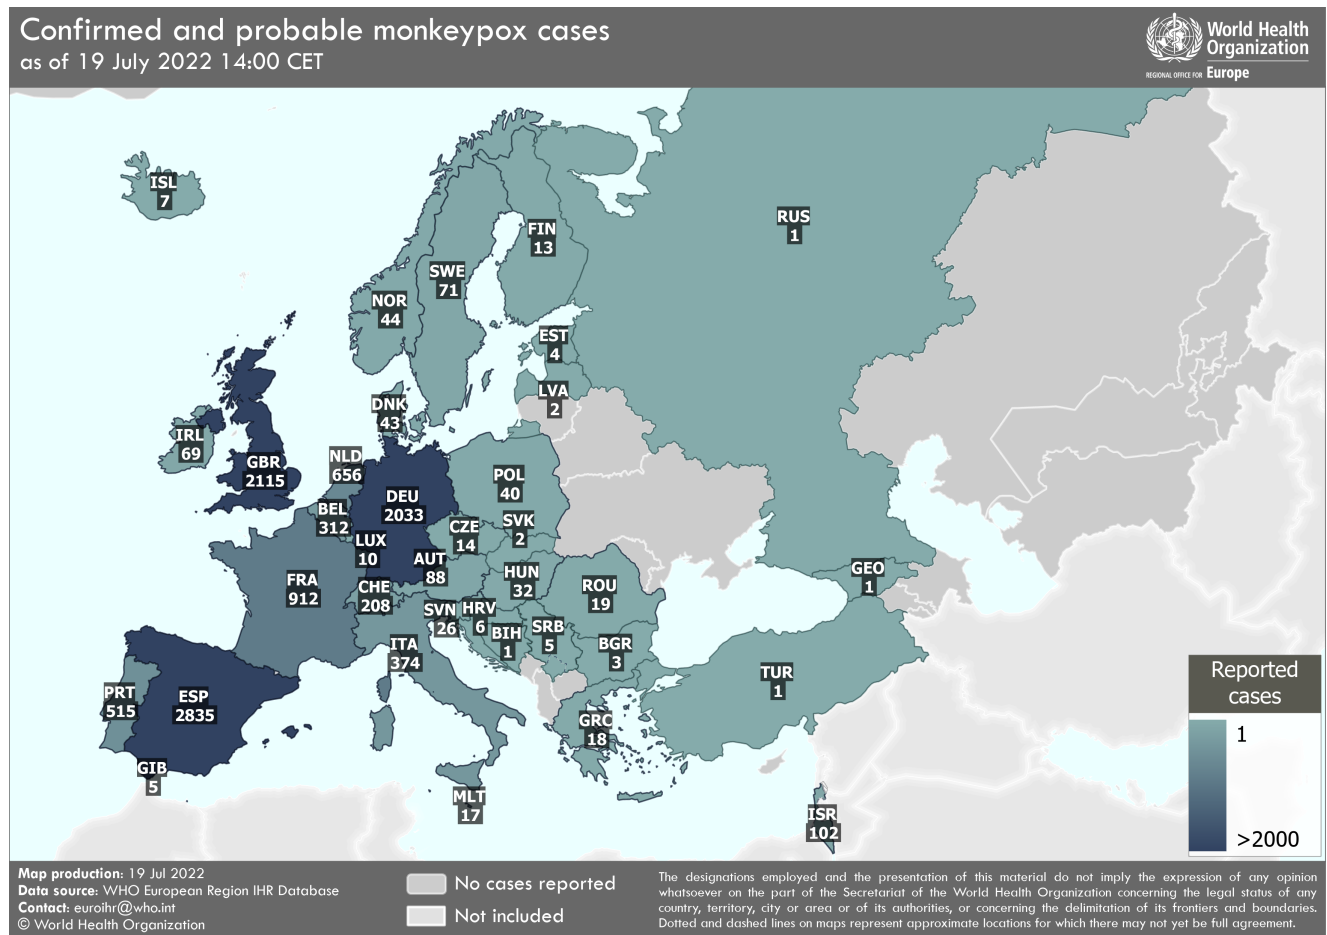 Confirmed and probable monkeypox cases
as of 19 July 2022 14:00 CET
World Health
Organization
REGIONAL OFFICE FOR Europe
ISL
7
RUS
1
FIN
13
SWE
71
NOR
44
EST
4
LVA
2
DNK
43
IRL
69
GBR
2115
NLD
656
POL
40
DEU
2033
BEL
312
CZE
14
SVK
2
LUX
10
AUT
88
FRA
912
CHE
208
HUN
32
ROU
19
GEO
1
SVN
26
HRV
6
BIH
1
SRB
5
BGR
3
ITA
374
PRT
515
ESP
2835
TUR
1
GRC
18
GIB
5
MLT
17
ISR
102
Reported
cases
1
>2000
Map production: 19 Jul 2022
Data source: WHO European Region IHR Database
Contact: euroihr@who.int
© World Health Organization
No cases reported
Not included
The designations employed and the presentation of this material do not imply the expression of any opinion
whatsoever on the part of the Secretariat of the World Health Organization concerning the legal status of any
country, territory, city or area or of its authorities, or concerning the delimitation of its frontiers and boundaries.
Dotted and dashed lines on maps represent approximate locations for which there may not yet be full agreement.